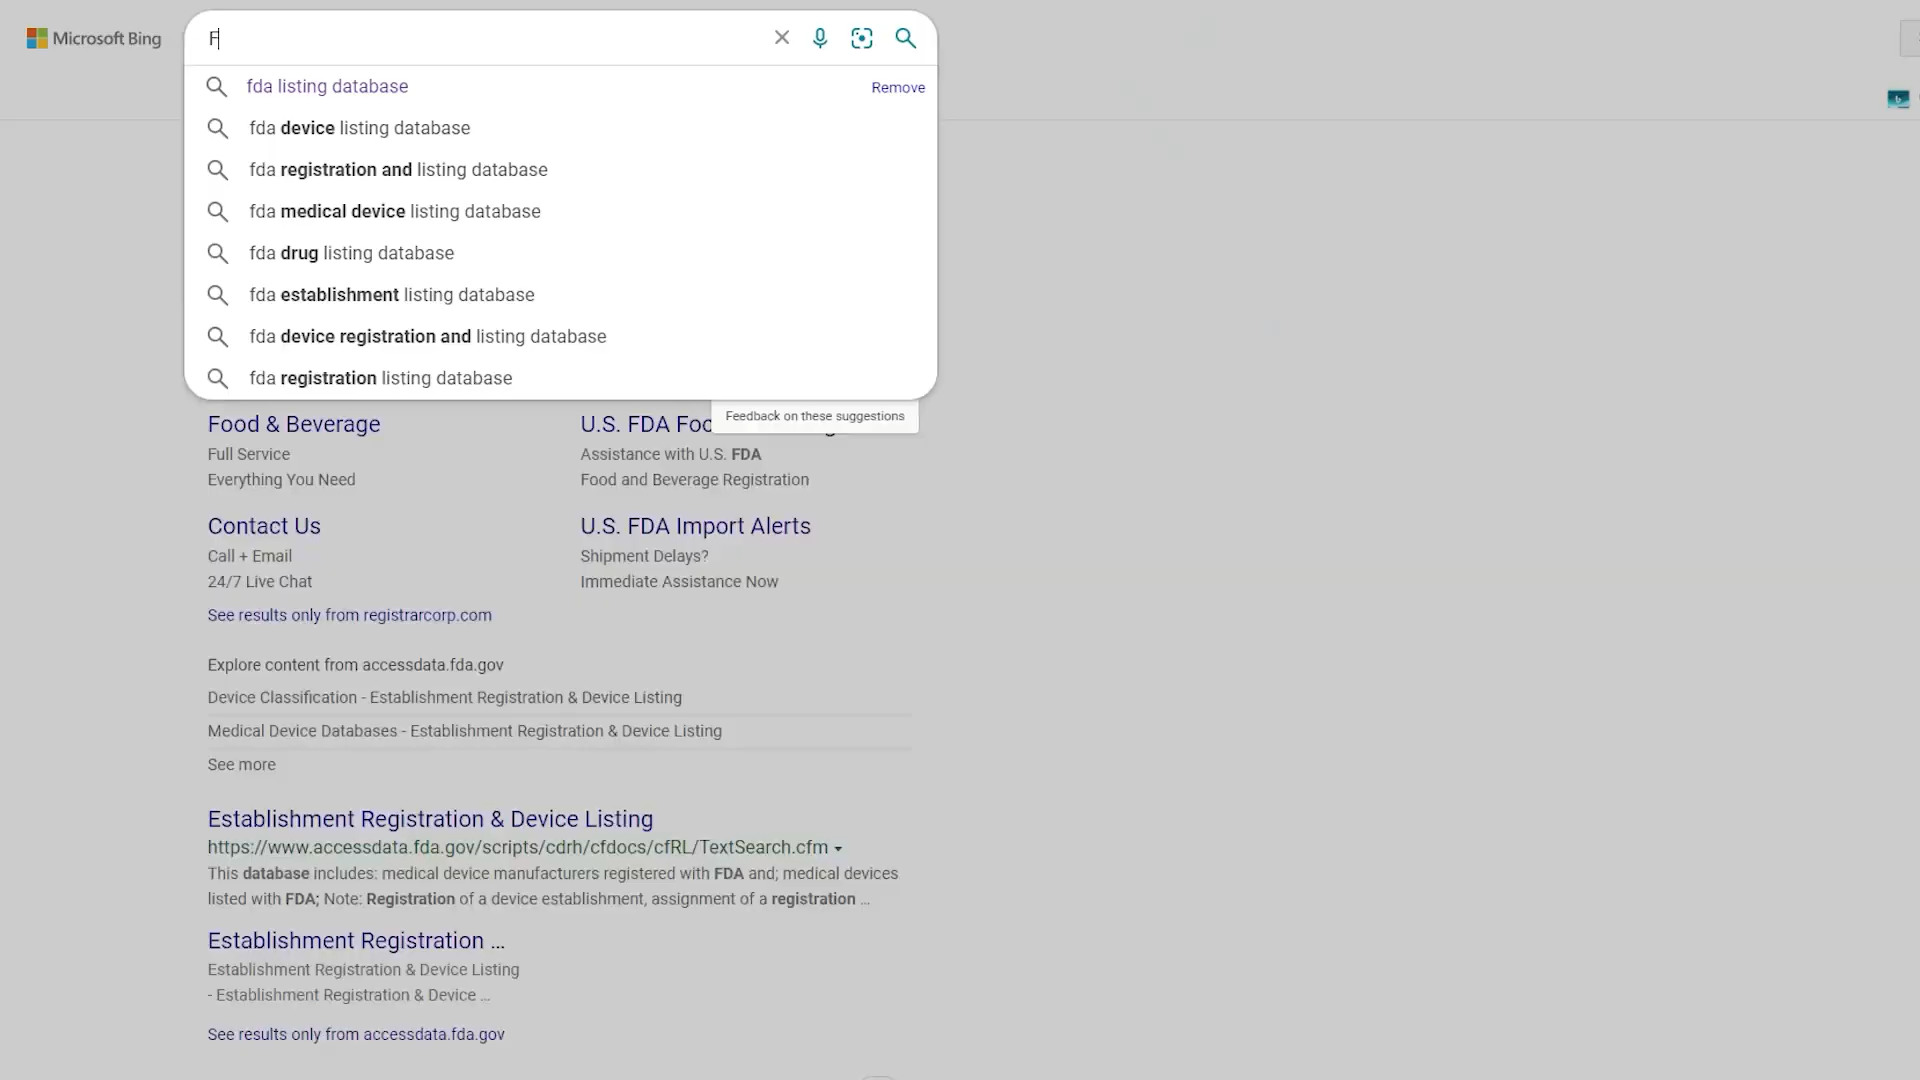 Microsoft Bing
F
fda listing database
Remove
fda device listing database
fda registration and listing database
fda medical device listing database
fda drug listing database
fda establishment listing database
fda device registration and listing database
fda registration listing database
Feedback on these suggestions
Food & Beverage
Full Service
Everything You Need
U.S. FDA
Assistance with U.S. FDA
Food and Beverage Registration
Contact Us
Call + Email
24/7 Live Chat
U.S. FDA Import Alerts
Shipment Delays?
Immediate Assistance Now
See results only from registrarcorp.com
Explore content from accessdata.fda.gov
Device Classification - Establishment Registration & Device Listing
Medical Device Databases - Establishment Registration & Device Listing
See more
Establishment Registration & Device Listing
https://www.accessdata.fda.gov/scripts/cdrh/cfdocs/cfRL/TextSearch.cfm
This database includes: medical device manufacturers registered with FDA and; medical devices
listed with FDA; Note: Registration of a device establishment, assignment of a registration ...
Establishment Registration ...
Establishment Registration & Device Listing
- Establishment Registration & Device ...
See results only from accessdata.fda.gov